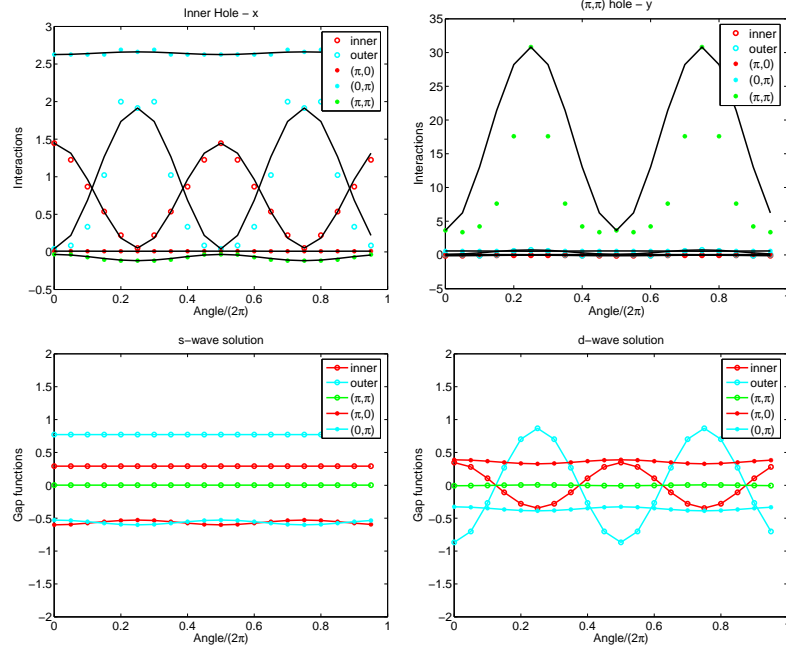 Inner Hole – x
3
2.5
2
1.5
1
0.5
0
−0.5
Interactions
0 0.2 0.4 0.6 0.8 1
Angle/(2π)
inner
outer
(π,0)
(0,π)
(π,π)
(π,π) hole – y
35
30
25
20
15
10
5
0
−5
Interactions
0 0.2 0.4 0.6 0.8 1
Angle/(2π)
inner
outer
(π,0)
(0,π)
(π,π)
s−wave solution
2
1.5
1
0.5
0
−0.5
−1
−1.5
−2
Gap functions
0 0.2 0.4 0.6 0.8 1
Angle/(2π)
inner
outer
(π,π)
(π,0)
(0,π)
d−wave solution
2
1.5
1
0.5
0
−0.5
−1
−1.5
−2
Gap functions
0 0.2 0.4 0.6 0.8 1
Angle/(2π)
inner
outer
(π,π)
(π,0)
(0,π)